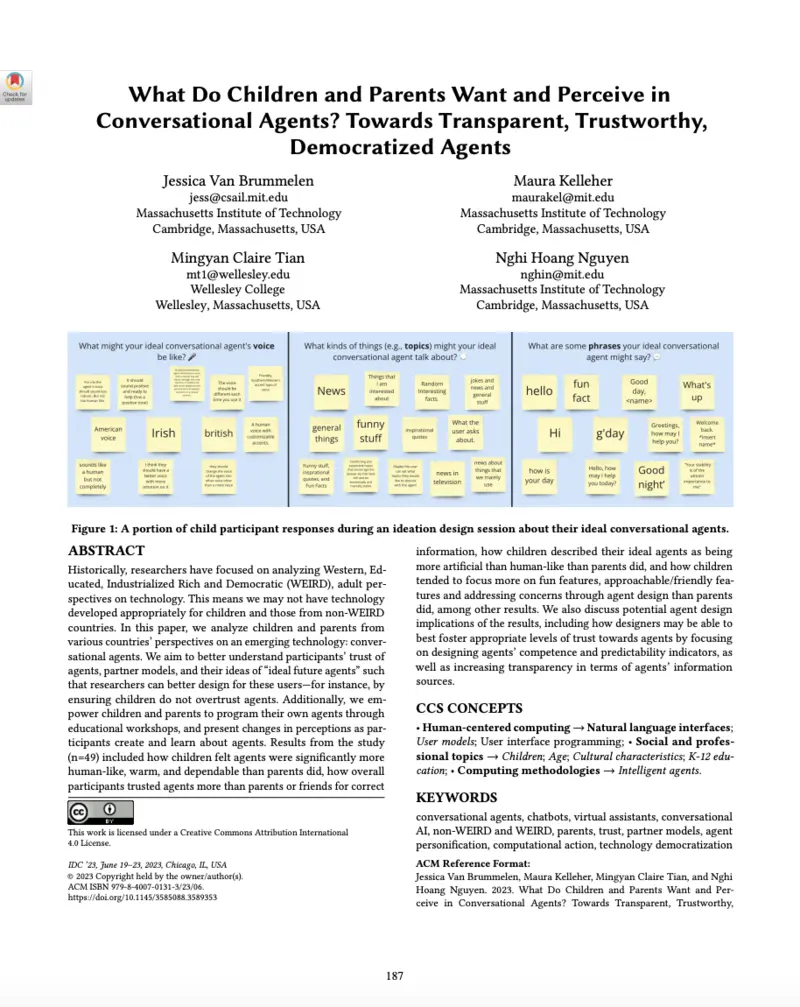 Check for
updates
What Do Children and Parents Want and Perceive in
Conversational Agents? Towards Transparent, Trustworthy,
Democratized Agents
Jessica Van Brummelen
jess@csail.mit.edu
Massachusetts Institute of Technology
Cambridge, Massachusetts, USA
Maura Kelleher
maurakel@mit.edu
Massachusetts Institute of Technology
Cambridge, Massachusetts, USA
Mingyan Claire Tian
mt1@wellesley.edu
Wellesley College
Wellesley, Massachusetts, USA
Nghi Hoang Nguyen
nghin@mit.edu
Massachusetts Institute of Technology
Cambridge, Massachusetts, USA
What might your ideal conversational agent's voice
be like?
It should
sound positive
and ready to
help (Has a
positive tone)
The voice
should be
different each
time you use it
American
voice
Irish
british
A human
voice with
customizable
accents.
sounds like
a human
but not
completely
I think they
should have a
better voice
with more
emotion on it
What kinds of things (e.g., topics) might your ideal
conversational agent talk about?
News
Things that
I am
interested
about
Random
interesting
facts.
jokes and
news and
general
stuff
general
things
funny
stuff
inspirational
quotes
What the
user asks
about.
Funny stuff,
inspirational
quotes, and
Fun Facts
news in
television
news about
things that
we mainly
use
What are some phrases your ideal conversational
agent might say?
hello
fun
fact
Good
day,
<name>
What's
up
Hi
g'day
Greetings,
how may I
help you?
Welcome
back
*insert
name*
how is
your day
Hello, how
may I help
you today?
Good
night'
"Your stability
is of the
utmost
importance to
me"
Figure 1: A portion of child participant responses during an ideation design session about their ideal conversational agents.
ABSTRACT
Historically, researchers have focused on analyzing Western, Ed-
ucated, Industrialized Rich and Democratic (WEIRD), adult per-
spectives on technology. This means we may not have technology
developed appropriately for children and those from non-WEIRD
countries. In this paper, we analyze children and parents from
various countries' perspectives on an emerging technology: conver-
sational agents. We aim to better understand participants' trust of
agents, partner models, and their ideas of "ideal future agents" such
that researchers can better design for these users—for instance, by
ensuring children do not overtrust agents. Additionally, we em-
power children and parents to program their own agents through
educational workshops, and present changes in perceptions as par-
ticipants create and learn about agents. Results from the study
(n=49) included how children felt agents were significantly more
human-like, warm, and dependable than parents did, how overall
participants trusted agents more than parents or friends for correct
cc
BY
This work is licensed under a Creative Commons Attribution International
4.0 License.
IDC '23, June 19–23, 2023, Chicago, IL, USA
© 2023 Copyright held by the owner/author(s).
ACM ISBN 979-8-4007-0131-3/23/06.
https://doi.org/10.1145/3585088.3589353
information, how children described their ideal agents as being
more artificial than human-like than parents did, and how children
tended to focus more on fun features, approachable/friendly fea-
tures and addressing concerns through agent design than parents
did, among other results. We also discuss potential agent design
implications of the results, including how designers may be able to
best foster appropriate levels of trust towards agents by focusing
on designing agents' competence and predictability indicators, as
well as increasing transparency in terms of agents' information
sources.
CCS CONCEPTS
• Human-centered computing → Natural language interfaces;
User models; User interface programming; • Social and profes-
sional topics → Children; Age; Cultural characteristics; K-12 edu-
cation; • Computing methodologies → Intelligent agents.
KEYWORDS
conversational agents, chatbots, virtual assistants, conversational
AI, non-WEIRD and WEIRD, parents, trust, partner models, agent
personification, computational action, technology democratization
ACM Reference Format:
Jessica Van Brummelen, Maura Kelleher, Mingyan Claire Tian, and Nghi
Hoang Nguyen. 2023. What Do Children and Parents Want and Per-
ceive in Conversational Agents? Towards Transparent, Trustworthy,
187